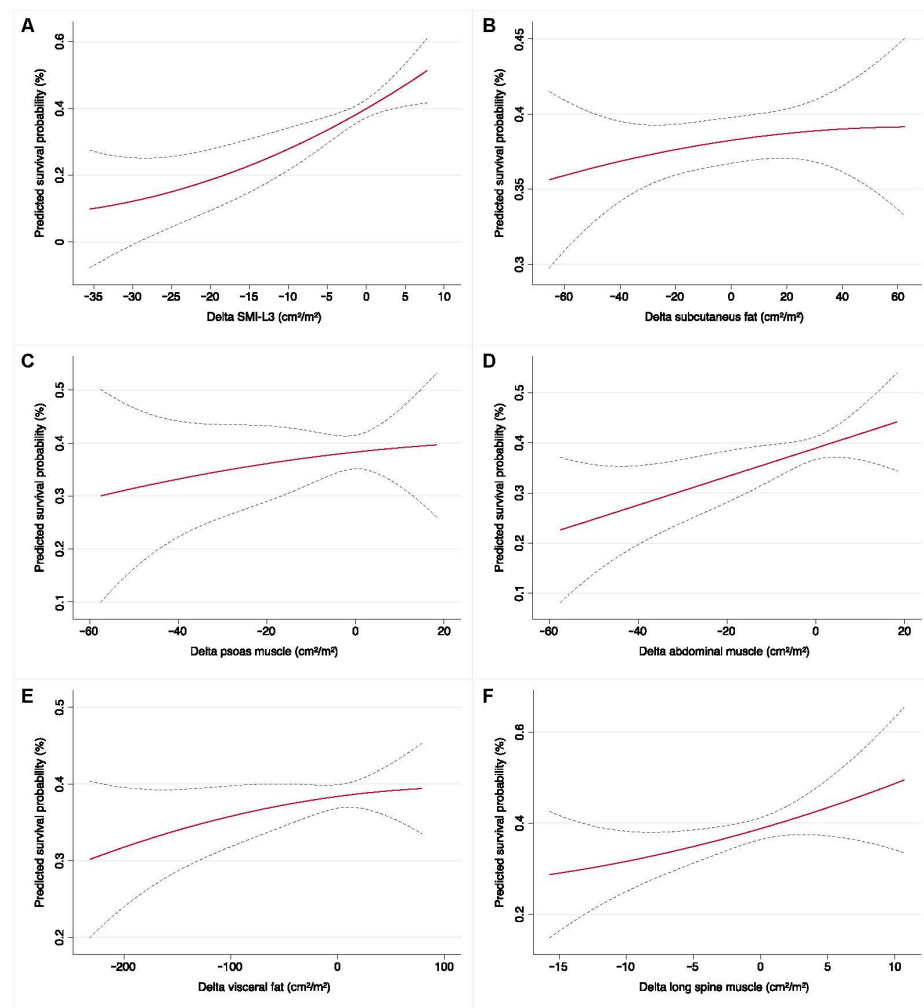 A
Predicted survival probability (%)
0.6
0.4
0.2
0
−35 −30 −25 −20 −15 −10 −5 0 5 10
Delta SMI-L3 (cm²/m²)
B
Predicted survival probability (%)
0.45
0.4
0.35
0.3
−60 −40 −20 0 20 40 60
Delta subcutaneus fat (cm²/m²)
C
Predicted survival probability (%)
0.5
0.4
0.3
0.2
0.1
−60 −40 −20 0 20
Delta psoas muscle (cm²/m²)
D
Predicted survival probability (%)
0.5
0.4
0.3
0.2
0.1
−60 −40 −20 0 20
Delta abdominal muscle (cm²/m²)
E
Predicted survival probability (%)
0.5
0.4
0.3
0.2
−200 −100 0 100
Delta visceral fat (cm²/m²)
F
Predicted survival probability (%)
0.6
0.4
0.2
−15 −10 −5 0 5 10
Delta long spine muscle (cm²/m²)